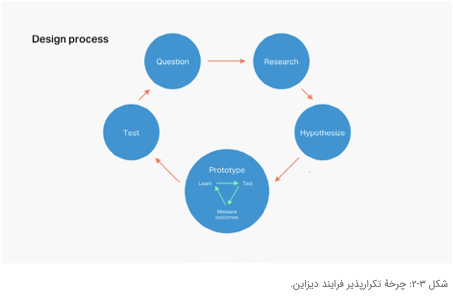 Design process
Question
Research
Test
Hypothesize
Prototype
Learn
Test
Measure
outcomes
شکل ۳-۲: چرخهٔ تکرارپذیر فرایند دیزاین.